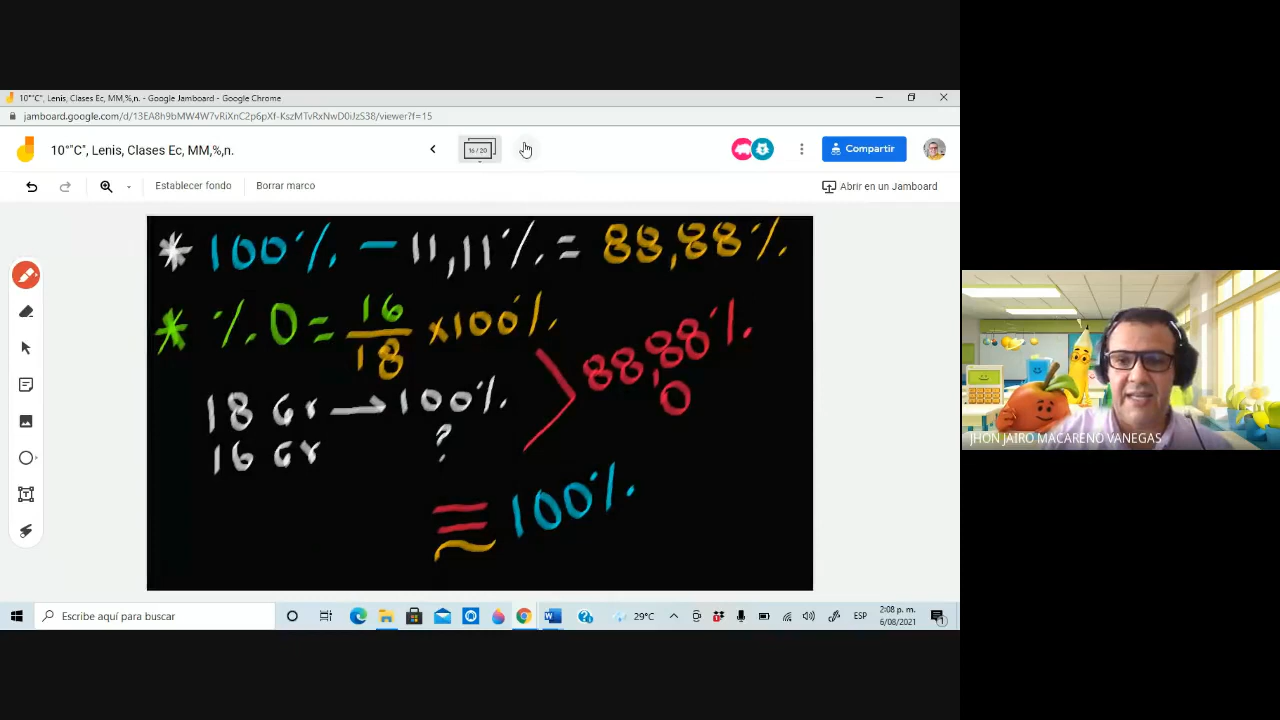 10°"C", Lenis, Clases Ec, MM,%,n. - Google Jamboard - Google Chrome
jamboard.google.com/d/13EA8h9bMW4W7vRiXnC2p6pXf-KszMTvRxNwD0iJzS38/viewer?f=15
10°"C", Lenis, Clases Ec, MM,%,n.
16 / 20
Compartir
Establecer fondo
Borrar marco
Abrir en un Jamboard
* 100% - 11,11% = 88,88%
* %O = 16/18 x100%
88,88%
O
18 Gr → 100%
16 Gr ?
≅ 100%
JHON JAIRO MACAREÑO VANEGAS
Escribe aquí para buscar
29°C
ESP
2:08 p. m.
6/08/2021
1